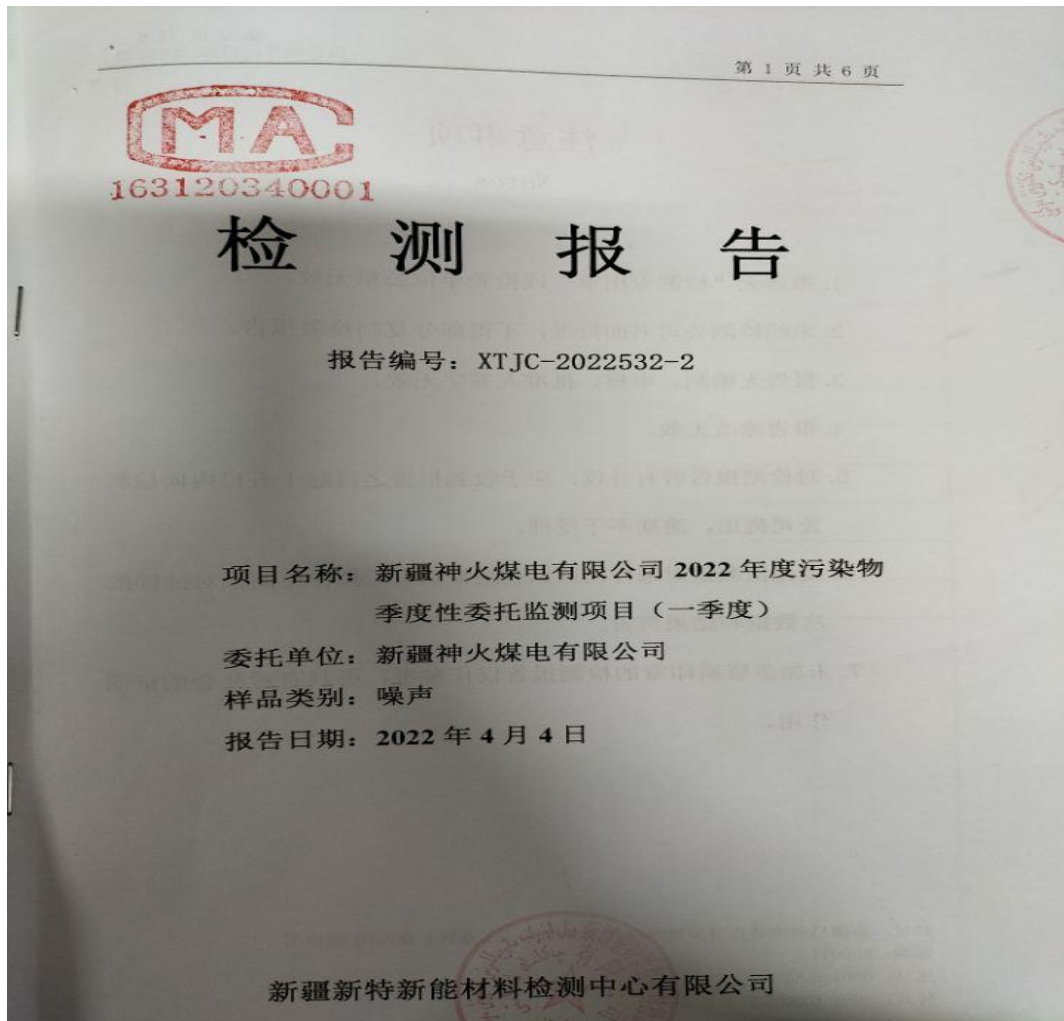 第 1 页 共 6 页
MA
163120340001
检 测 报 告
报告编号：XTJC-2022532-2
项目名称：新疆神火煤电有限公司 2022 年度污染物
季度性委托监测项目（一季度）
委托单位：新疆神火煤电有限公司
样品类别：噪声
报告日期：2022 年 4 月 4 日
新疆新特新能材料检测中心有限公司